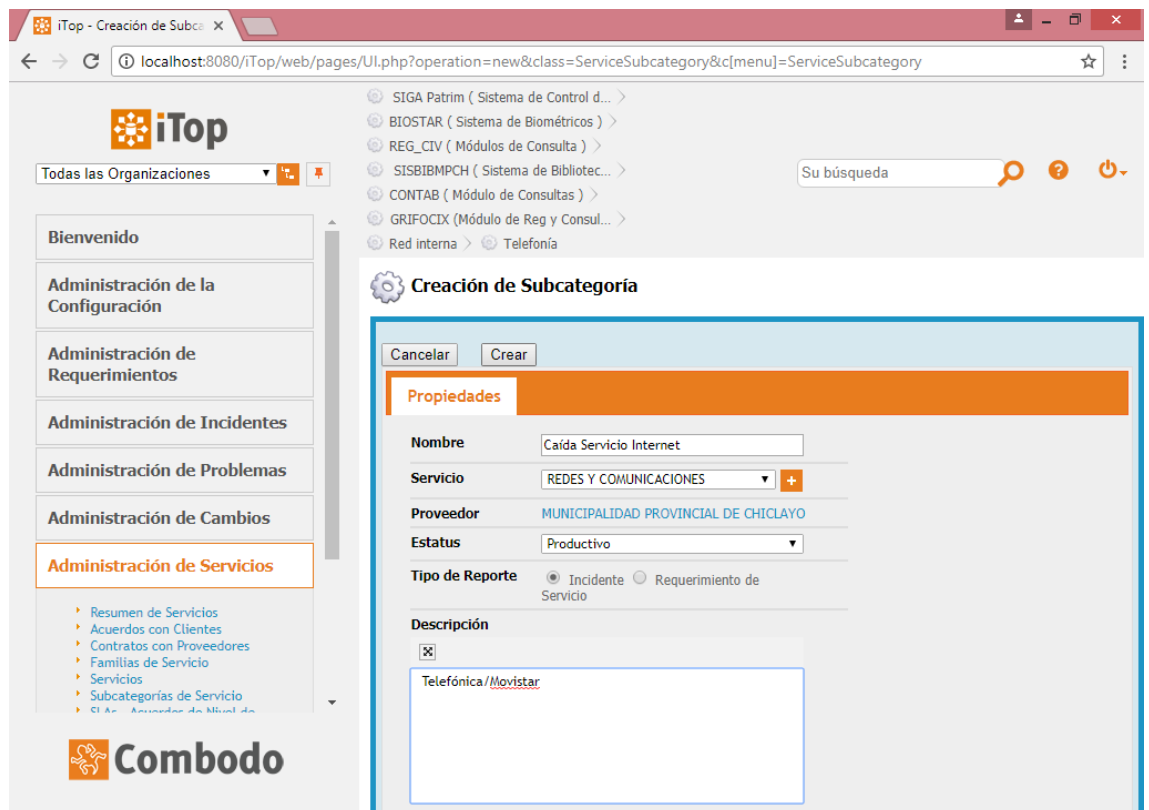 iTop - Creación de Subca
localhost:8080/iTop/web/pages/UI.php?operation=new&class=ServiceSubcategory&c[menu]=ServiceSubcategory
iTop
Todas las Organizaciones
SIGA Patrim ( Sistema de Control d...
BIOSTAR ( Sistema de Biométricos )
REG_CIV ( Módulos de Consulta )
SISBIBMPCH ( Sistema de Bibliotec...
CONTAB ( Módulo de Consultas )
GRIFOCIX (Módulo de Reg y Consul...
Red interna Telefonía
Su búsqueda
Bienvenido
Administración de la
Configuración
Administración de
Requerimientos
Administración de Incidentes
Administración de Problemas
Administración de Cambios
Administración de Servicios
Resumen de Servicios
Acuerdos con Clientes
Contratos con Proveedores
Familias de Servicio
Servicios
Subcategorías de Servicio
SLAs - Acuerdos de Nivel de
Combodo
Creación de Subcategoría
Cancelar Crear
Propiedades
Nombre Caída Servicio Internet
Servicio REDES Y COMUNICACIONES
Proveedor MUNICIPALIDAD PROVINCIAL DE CHICLAYO
Estatus Productivo
Tipo de Reporte Incidente Requerimiento de
Servicio
Descripción
Telefónica/Movistar